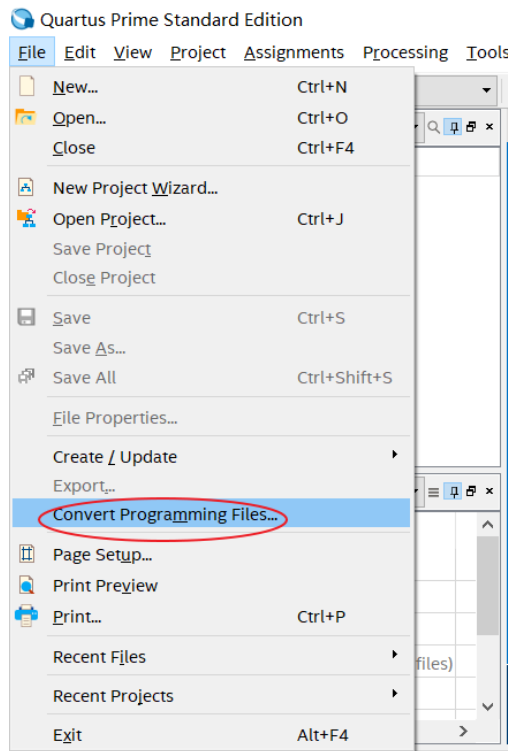 Quartus Prime Standard Edition
File Edit View Project Assignments Processing Tools
New... Ctrl+N
Open... Ctrl+O
Close Ctrl+F4
New Project Wizard...
Open Project... Ctrl+J
Save Project
Close Project
Save Ctrl+S
Save As...
Save All Ctrl+Shift+S
File Properties...
Create / Update
Export...
Convert Programming Files...
Page Setup...
Print Preview
Print... Ctrl+P
Recent Files
files)
Recent Projects
Exit Alt+F4